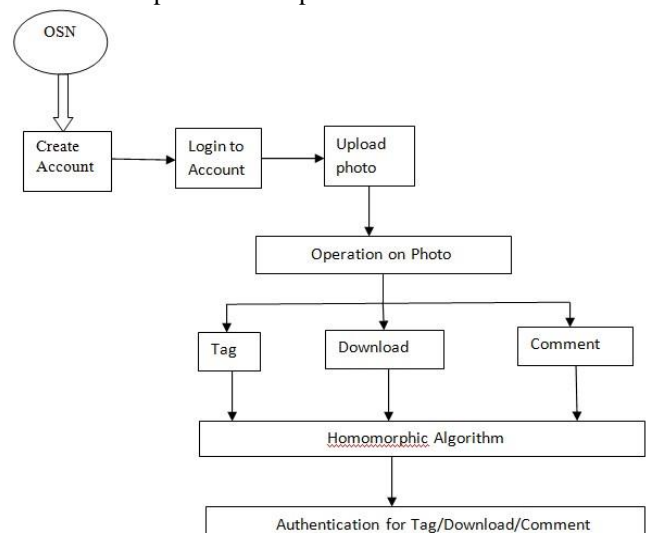 OSN
Create
Account
Login to
Account
Upload
photo
Operation on Photo
Tag
Download
Comment
Homomorphic Algorithm
Authentication for Tag/Download/Comment